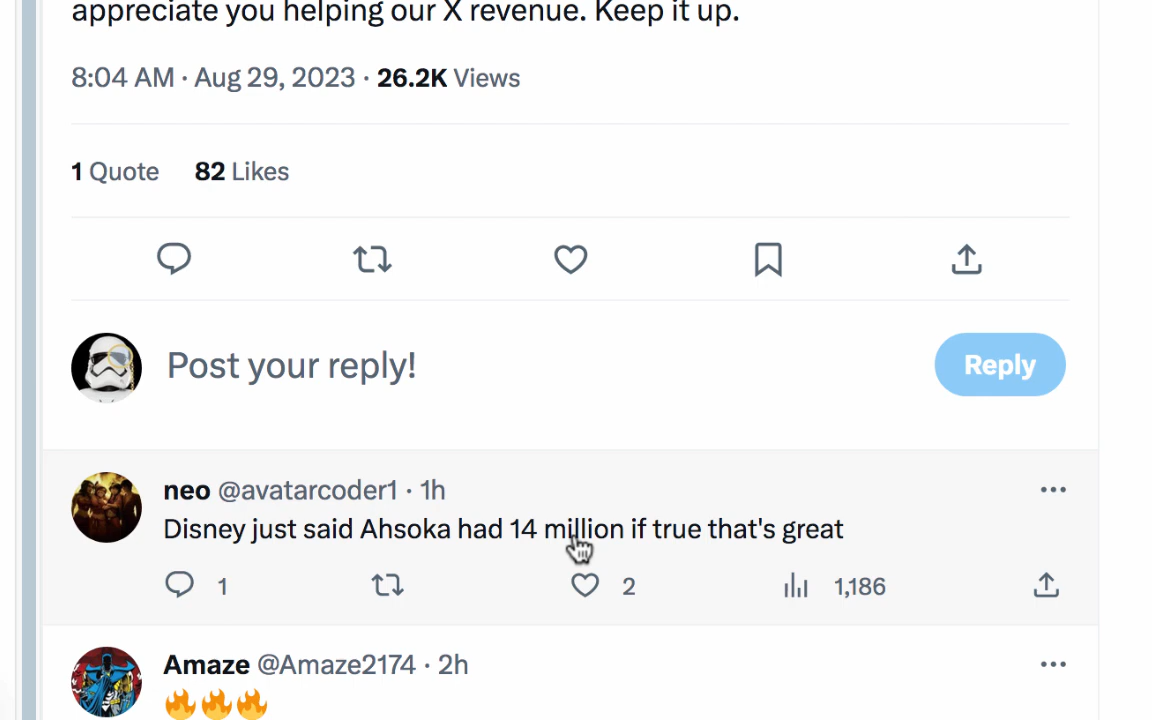 appreciate you helping our X revenue. Keep it up.
8:04 AM · Aug 29, 2023 · 26.2K Views
1 Quote 82 Likes
Post your reply!
Reply
neo @avatarcoder1 · 1h
Disney just said Ahsoka had 14 million if true that's great
1 2 1,186
Amaze @Amaze2174 · 2h
🔥🔥🔥